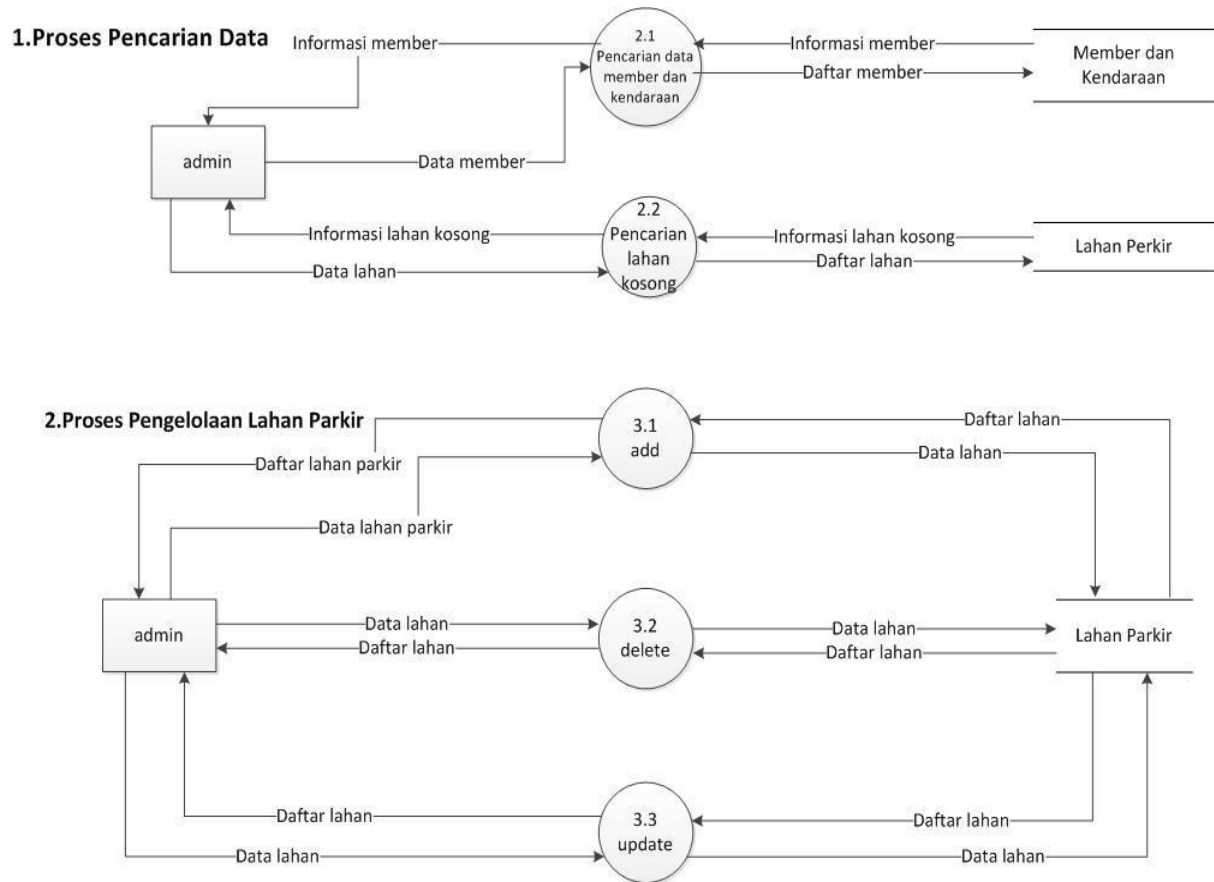 1.Proses Pencarian Data
Informasi member
2.1
Pencarian data
member dan
kendaraan
Informasi member
Daftar member
Member dan
Kendaraan
admin
Data member
Informasi lahan kosong
Data lahan
2.2
Pencarian
lahan
kosong
Informasi lahan kosong
Daftar lahan
Lahan Perkir
2.Proses Pengelolaan Lahan Parkir
Daftar lahan parkir
Data lahan parkir
3.1
add
Daftar lahan
Data lahan
admin
Data lahan
Daftar lahan
3.2
delete
Data lahan
Daftar lahan
Lahan Parkir
Daftar lahan
Data lahan
3.3
update
Daftar lahan
Data lahan